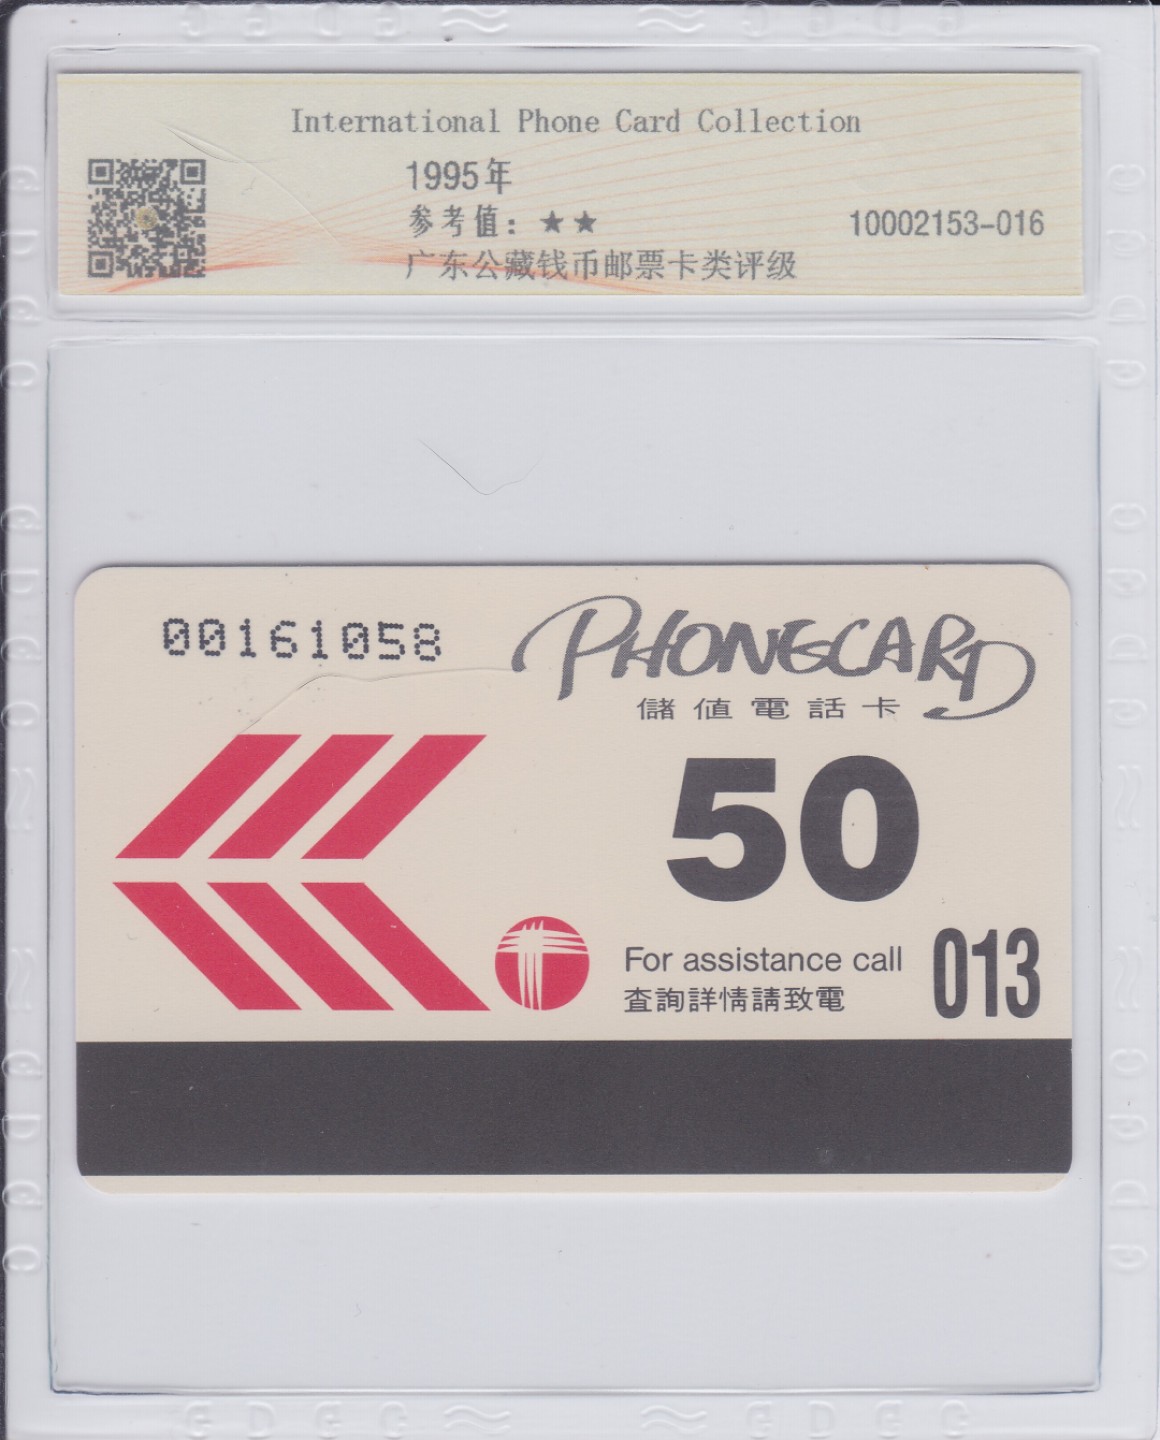 International Phone Card Collection
1995年
参考值：★★
10002153-016
广东公藏钱币邮票卡类评级
00161058
PHONECARD
儲值電話卡
50
For assistance call
查詢詳情請致電
013